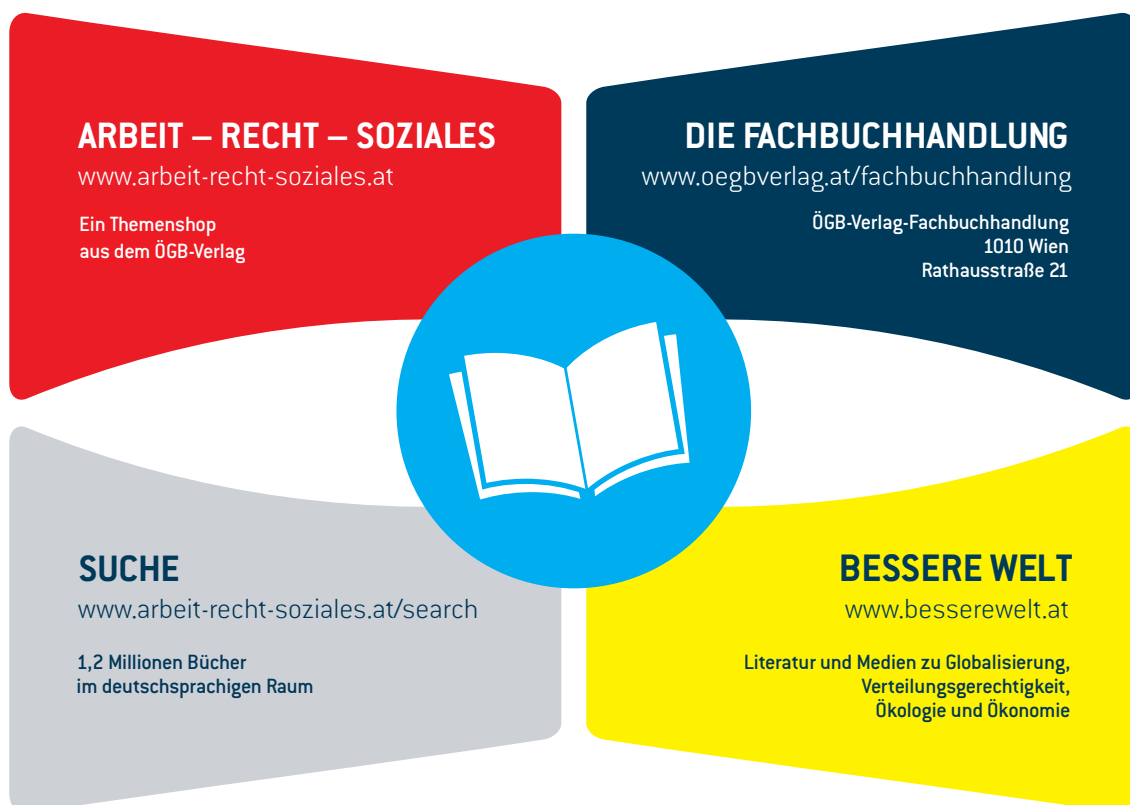 ARBEIT – RECHT – SOZIALES
www.arbeit-recht-soziales.at
Ein Themenshop
aus dem ÖGB-Verlag
DIE FACHBUCHHANDLUNG
www.oegbverlag.at/fachbuchhandlung
ÖGB-Verlag-Fachbuchhandlung
1010 Wien
Rathausstraße 21
SUCHE
www.arbeit-recht-soziales.at/search
1,2 Millionen Bücher
im deutschsprachigen Raum
BESSERE WELT
www.besserewelt.at
Literatur und Medien zu Globalisierung,
Verteilungsgerechtigkeit,
Ökologie und Ökonomie